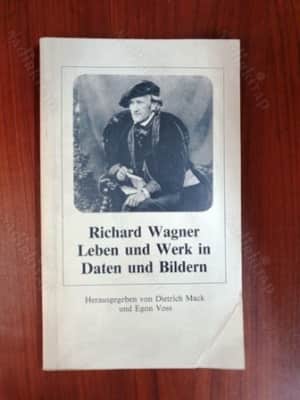 Richard Wagner
Leben und Werk in
Daten und Bildern
Herausgegeben von Dietrich Mack
und Egon Voss